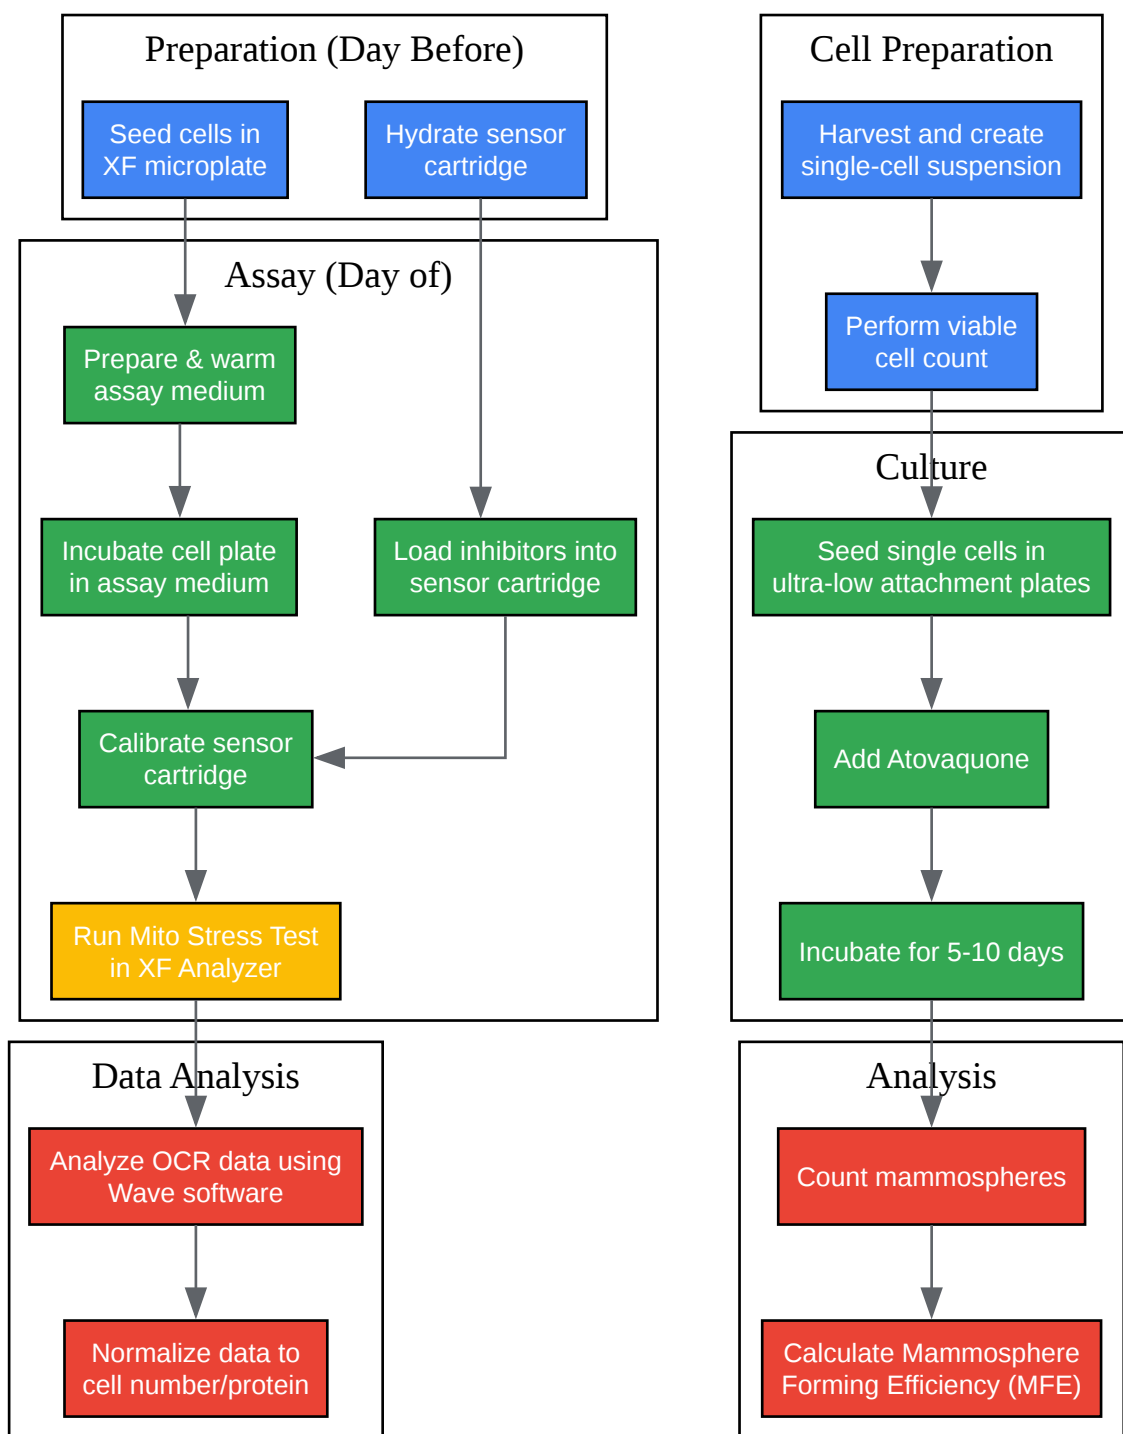 Preparation (Day Before)
Seed cells in
XF microplate
Hydrate sensor
cartridge
Assay (Day of)
Prepare & warm
assay medium
Incubate cell plate
in assay medium
Load inhibitors into
sensor cartridge
Calibrate sensor
cartridge
Run Mito Stress Test
in XF Analyzer
Data Analysis
Analyze OCR data using
Wave software
Normalize data to
cell number/protein
Cell Preparation
Harvest and create
single-cell suspension
Perform viable
cell count
Culture
Seed single cells in
ultra-low attachment plates
Add Atovaquone
Incubate for 5-10 days
Analysis
Count mammospheres
Calculate Mammosphere
Forming Efficiency (MFE)